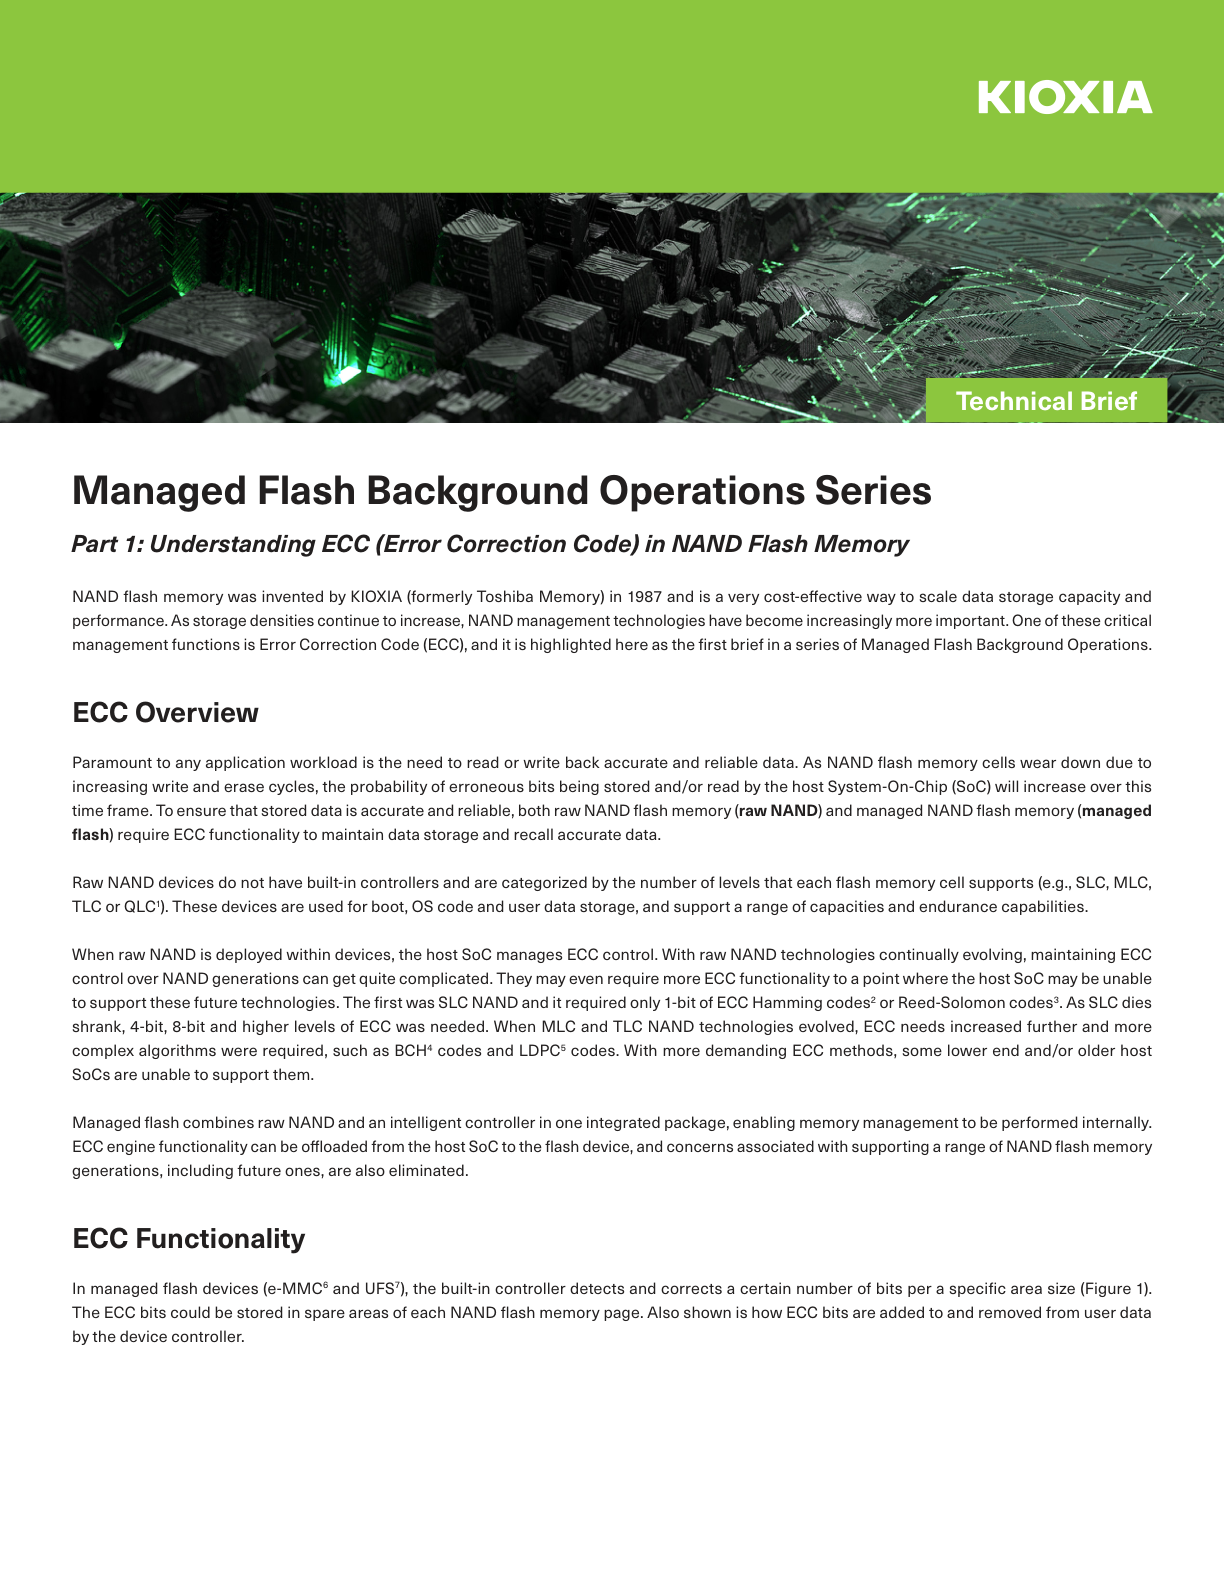 KIOXIA
Technical Brief
Managed Flash Background Operations Series
Part 1: Understanding ECC (Error Correction Code) in NAND Flash Memory
NAND flash memory was invented by KIOXIA (formerly Toshiba Memory) in 1987 and is a very cost-effective way to scale data storage capacity and
performance. As storage densities continue to increase, NAND management technologies have become increasingly more important. One of these critical
management functions is Error Correction Code (ECC), and it is highlighted here as the first brief in a series of Managed Flash Background Operations.
ECC Overview
Paramount to any application workload is the need to read or write back accurate and reliable data. As NAND flash memory cells wear down due to
increasing write and erase cycles, the probability of erroneous bits being stored and/or read by the host System-On-Chip (SoC) will increase over this
time frame. To ensure that stored data is accurate and reliable, both raw NAND flash memory (raw NAND) and managed NAND flash memory (managed
flash) require ECC functionality to maintain data storage and recall accurate data.
Raw NAND devices do not have built-in controllers and are categorized by the number of levels that each flash memory cell supports (e.g., SLC, MLC,
TLC or QLC¹). These devices are used for boot, OS code and user data storage, and support a range of capacities and endurance capabilities.
When raw NAND is deployed within devices, the host SoC manages ECC control. With raw NAND technologies continually evolving, maintaining ECC
control over NAND generations can get quite complicated. They may even require more ECC functionality to a point where the host SoC may be unable
to support these future technologies. The first was SLC NAND and it required only 1-bit of ECC Hamming codes² or Reed-Solomon codes³. As SLC dies
shrank, 4-bit, 8-bit and higher levels of ECC was needed. When MLC and TLC NAND technologies evolved, ECC needs increased further and more
complex algorithms were required, such as BCH⁴ codes and LDPC⁵ codes. With more demanding ECC methods, some lower end and/or older host
SoCs are unable to support them.
Managed flash combines raw NAND and an intelligent controller in one integrated package, enabling memory management to be performed internally.
ECC engine functionality can be offloaded from the host SoC to the flash device, and concerns associated with supporting a range of NAND flash memory
generations, including future ones, are also eliminated.
ECC Functionality
In managed flash devices (e-MMC⁶ and UFS⁷), the built-in controller detects and corrects a certain number of bits per a specific area size (Figure 1).
The ECC bits could be stored in spare areas of each NAND flash memory page. Also shown is how ECC bits are added to and removed from user data
by the device controller.